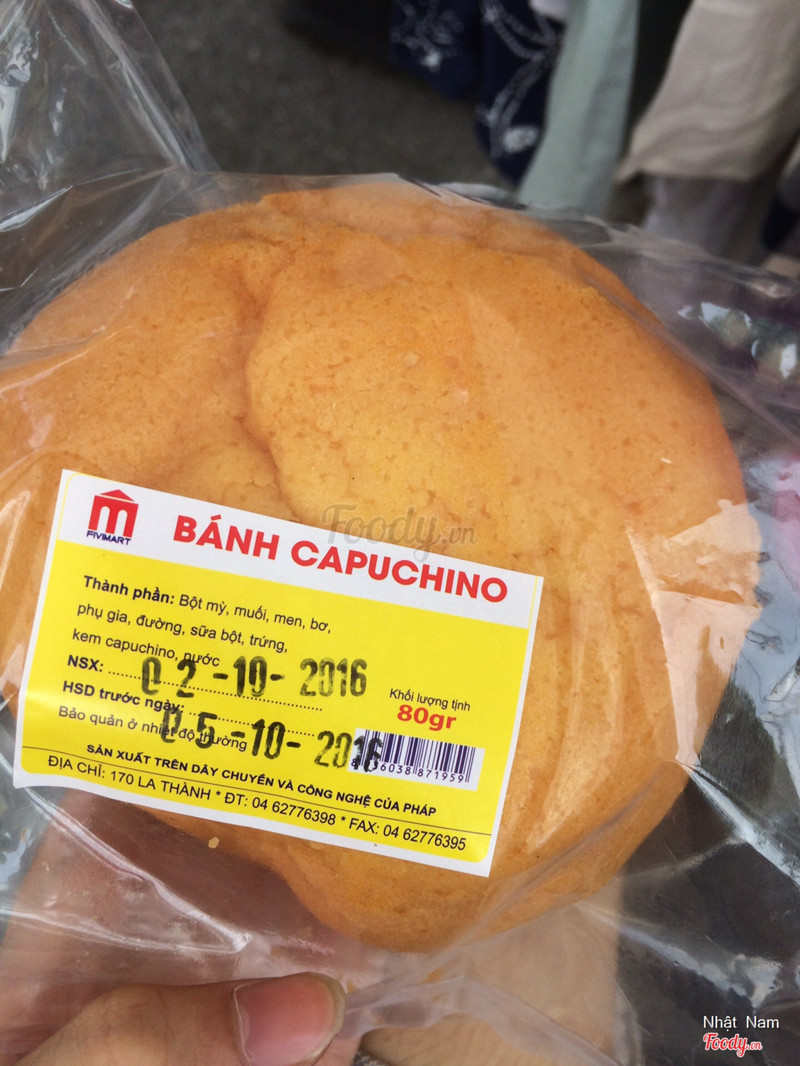 FIVIMART
BÁNH CAPUCHINO
Thành phần: Bột mỳ, muối, men, bơ,
phụ gia, đường, sữa bột, trứng,
kem capuchino, nước
NSX: 02-10-2016
HSD trước ngày: 05-10-2016
Bảo quản ở nhiệt độ thường
Khối lượng tịnh
80gr
36038 871959
SẢN XUẤT TRÊN DÂY CHUYỀN VÀ CÔNG NGHỆ CỦA PHÁP
ĐỊA CHỈ: 170 LA THÀNH * ĐT: 04 62776398 * FAX: 04 62776395
Foody.vn
Nhật Nam
Foody.vn